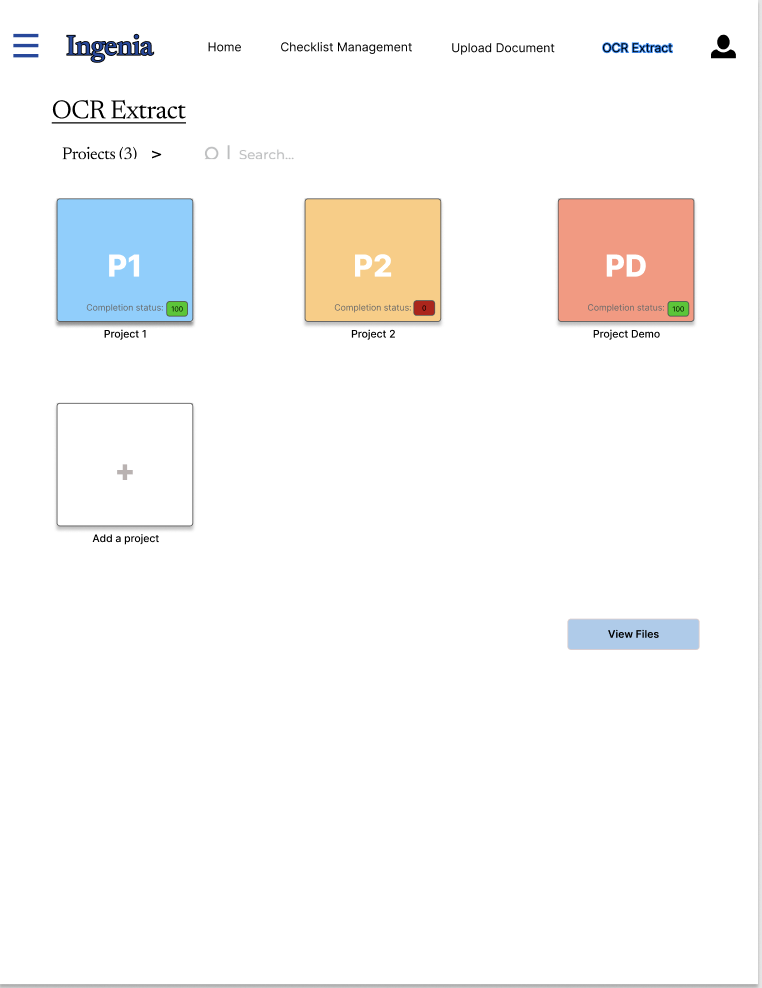 Ingenia Home Checklist Management Upload Document OCR Extract
OCR Extract
Projects (3) > Search...
P1 P2 PD
Completion status: 100 Completion status: 0 Completion status: 100
Project 1 Project 2 Project Demo
+
Add a project
View Files